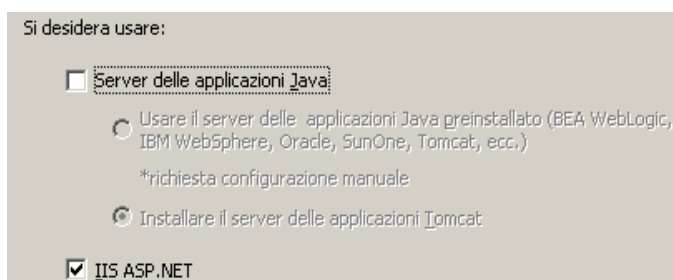 Si desidera usare:
Server delle applicazioni Java
Usare il server delle applicazioni Java preinstallato (BEA WebLogic,
IBM WebSphere, Oracle, SunOne, Tomcat, ecc.)
*richiesta configurazione manuale
Installare il server delle applicazioni Tomcat
IIS ASP.NET